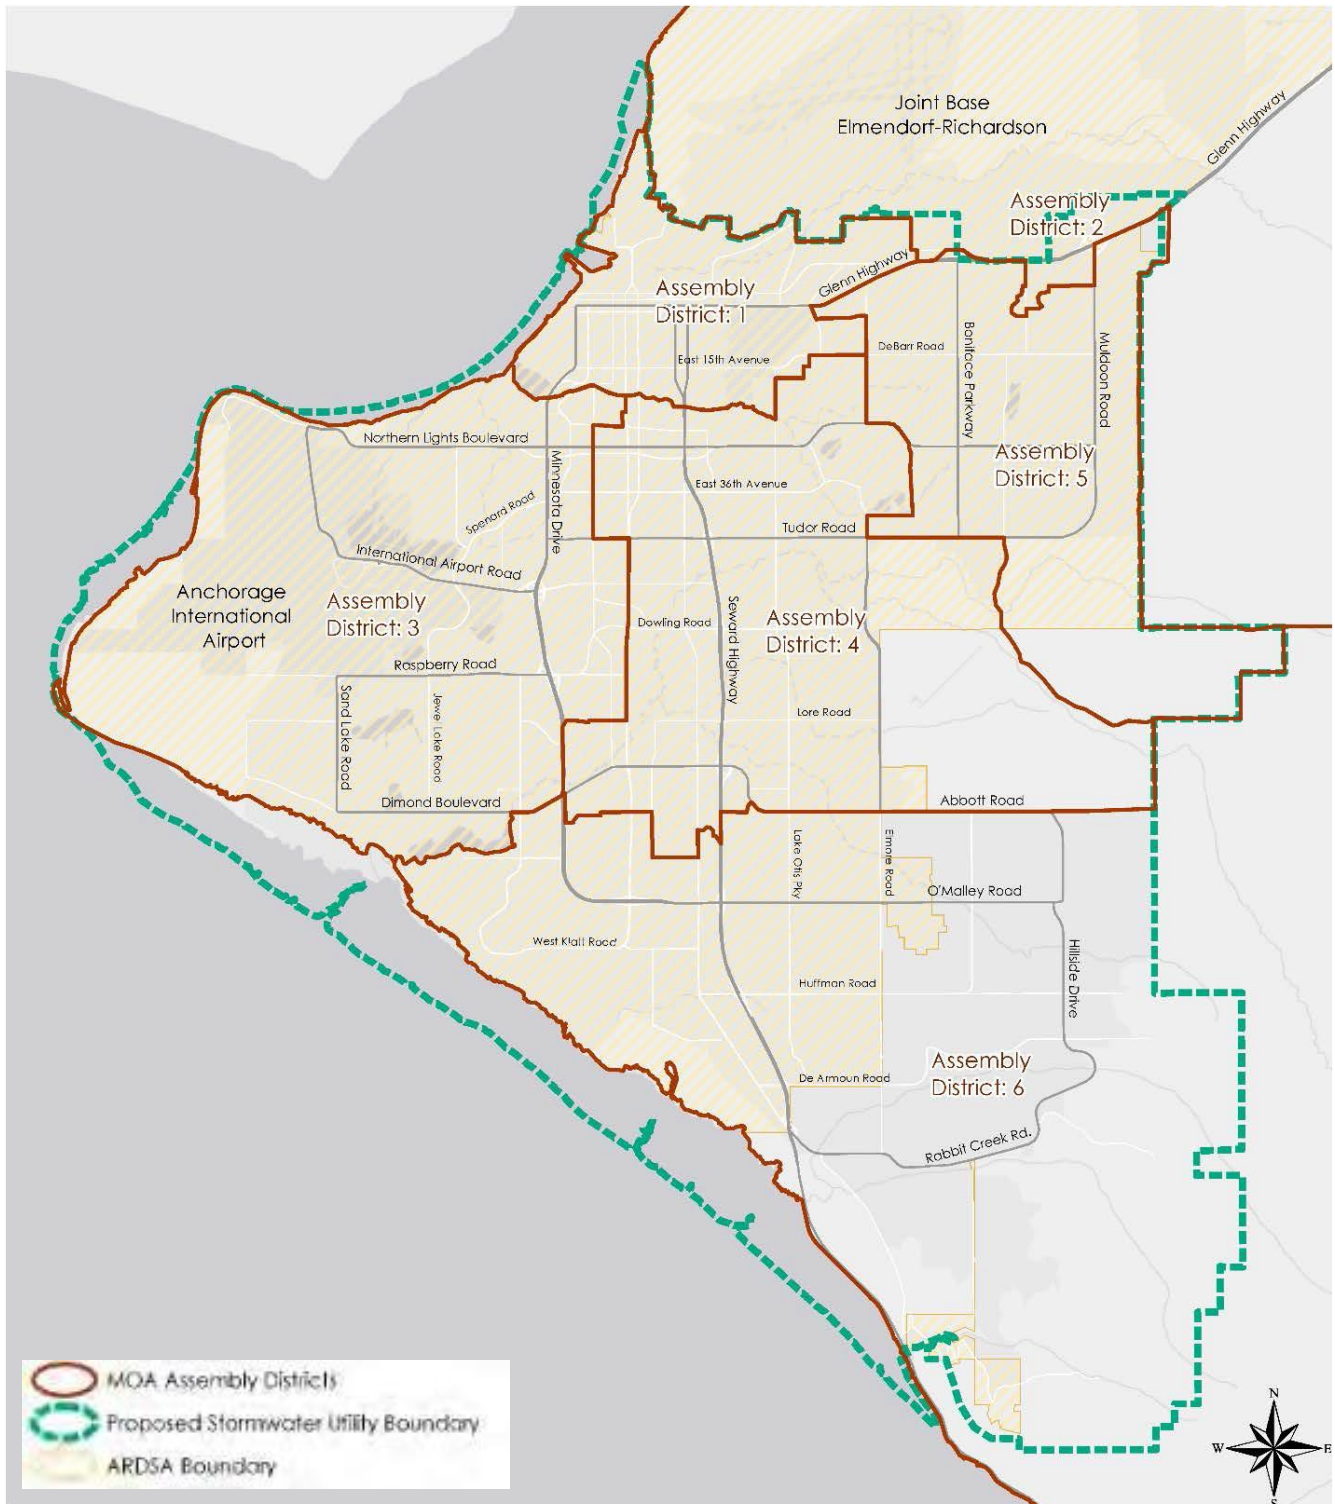 Joint Base
Elmendorf-Richardson
Glenn Highway
Assembly
District: 2
Glenn Highway
Assembly
District: 1
East 15th Avenue
DeBarr Road
Boniface Parkway
Muldoon Road
Northern Lights Boulevard
Minnesota Drive
Assembly
District: 5
East 36th Avenue
Spenard Road
Tudor Road
International Airport Road
Anchorage
International
Airport
Assembly
District: 3
Seward Highway
Dowling Road
Assembly
District: 4
Raspberry Road
Sand Lake Road
Jewel Lake Road
Lore Road
Dimond Boulevard
Abbott Road
Lake Otis Pky
Elmore Road
O'Malley Road
West Klatt Road
Hillside Drive
Huffman Road
Assembly
District: 6
De Armoun Road
Rabbit Creek Rd.
MOA Assembly Districts
Proposed Stormwater Utility Boundary
ARDSA Boundary
N
W
E
S